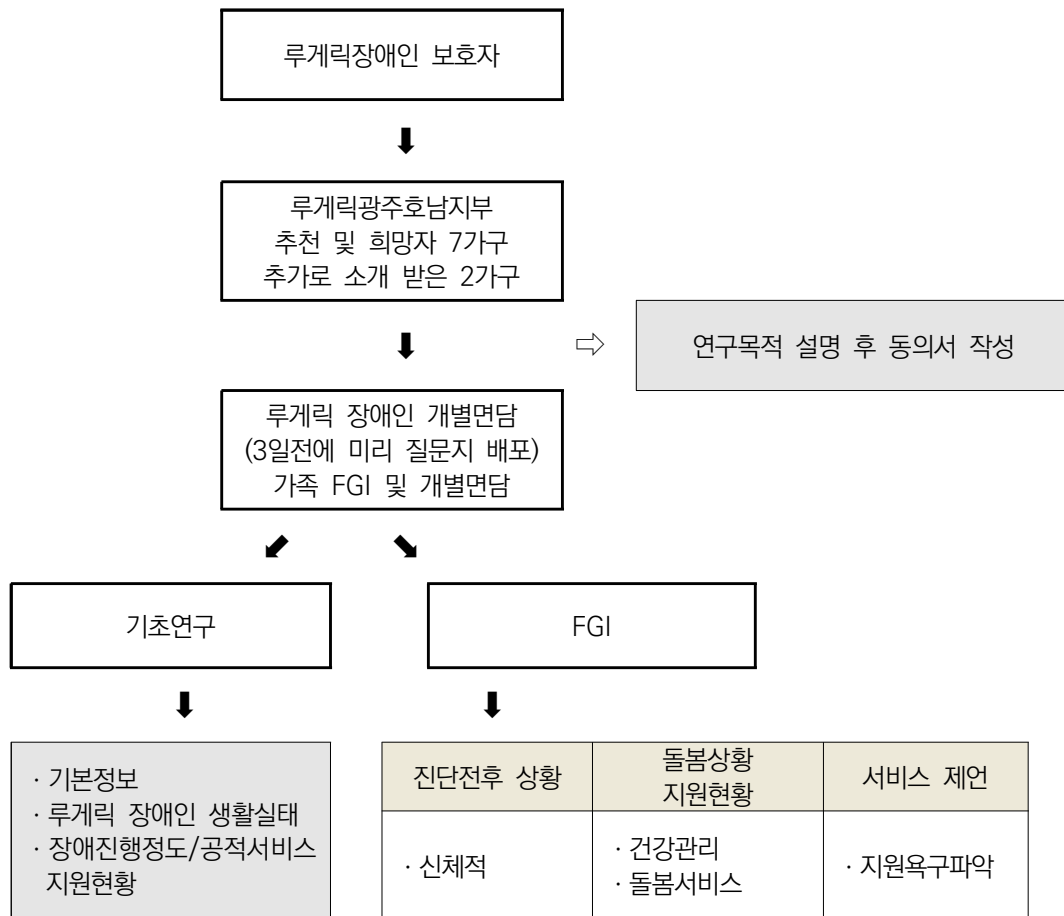 루게릭장애인 보호자
루게릭광주호남지부
추천 및 희망자 7가구
추가로 소개 받은 2가구
연구목적 설명 후 동의서 작성
루게릭 장애인 개별면담
(3일전에 미리 질문지 배포)
가족 FGI 및 개별면담
기초연구
FGI
· 기본정보
· 루게릭 장애인 생활실태
· 장애진행정도/공적서비스
지원현황
진단전후 상황
돌봄상황
지원현황
서비스 제언
· 신체적
· 건강관리
· 돌봄서비스
· 지원욕구파악